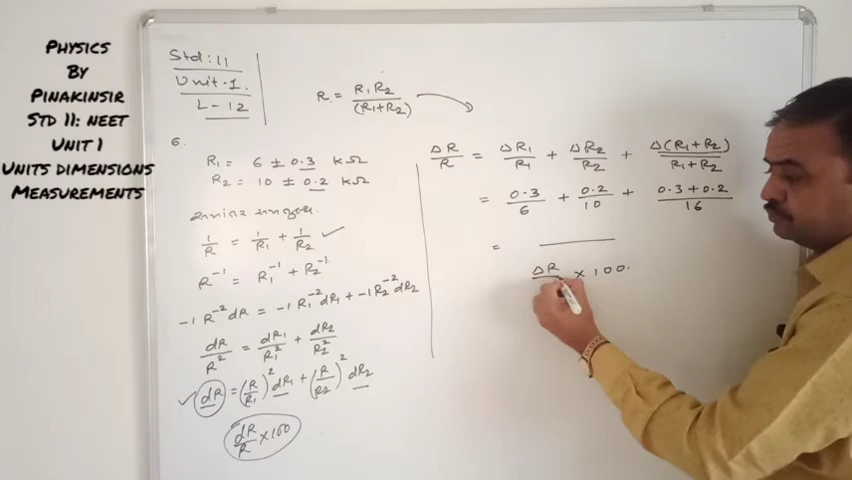 Physics
By
Pinakinsir
Std 11: NEET
Unit 1
Units dimensions
Measurements
Std: 11
Unit-1.
L-12
R = R1 R2 / (R1+R2)
6.
R1 = 6 ± 0.3 kΩ
R2 = 10 ± 0.2 kΩ
1/R = 1/R1 + 1/R2 ✓
R⁻¹ = R1⁻¹ + R2⁻¹
-1 R⁻² dR = -1 R1⁻² dR1 + -1 R2⁻² dR2
dR/R² = dR1/R1² + dR2/R2²
✓ dR = (R/R1)² dR1 + (R/R2)² dR2
dR/R × 100
ΔR/R = ΔR1/R1 + ΔR2/R2 + Δ(R1+R2)/R1+R2
= 0.3/6 + 0.2/10 + 0.3+0.2/16
=
ΔR × 100.